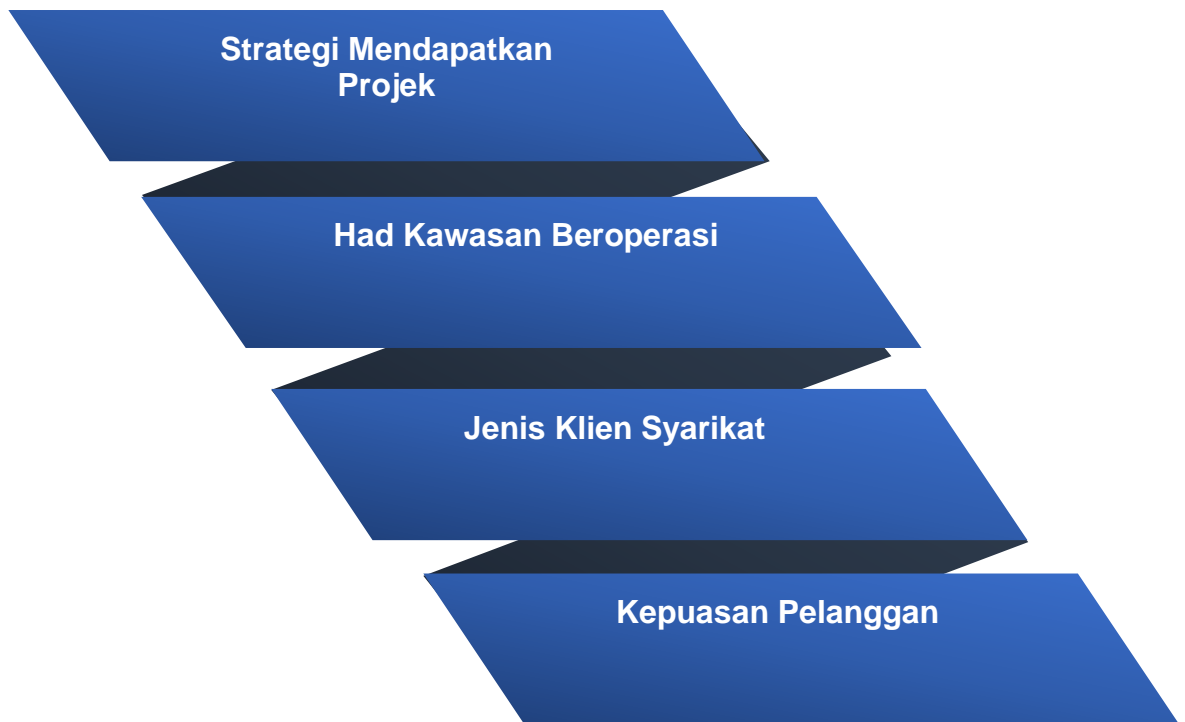 Strategi Mendapatkan
Projek
Had Kawasan Beroperasi
Jenis Klien Syarikat
Kepuasan Pelanggan